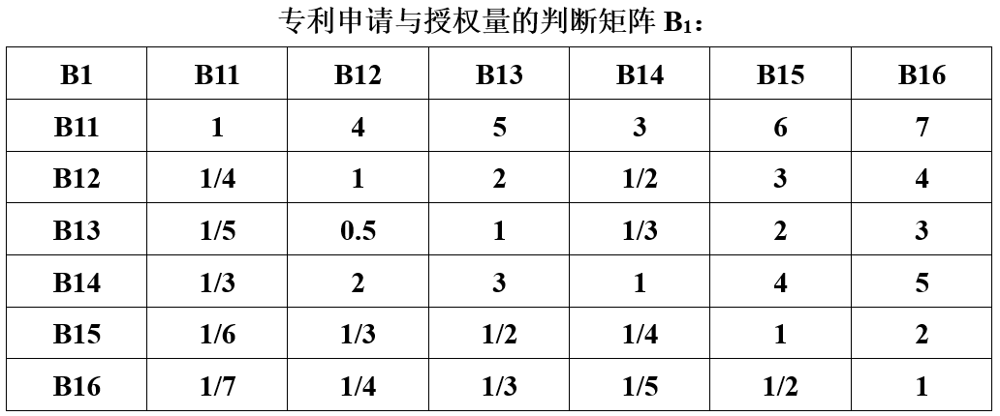 专利申请与授权量的判断矩阵 B₁：
B1 B11 B12 B13 B14 B15 B16
B11 1 4 5 3 6 7
B12 1/4 1 2 1/2 3 4
B13 1/5 0.5 1 1/3 2 3
B14 1/3 2 3 1 4 5
B15 1/6 1/3 1/2 1/4 1 2
B16 1/7 1/4 1/3 1/5 1/2 1